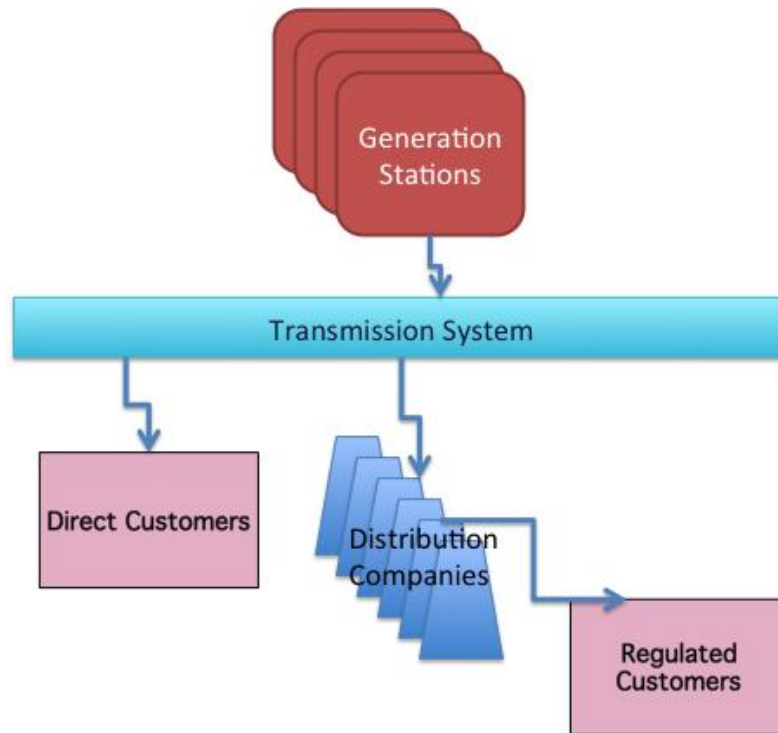 Generation
Stations
Transmission System
Direct Customers
Distribution
Companies
Regulated
Customers